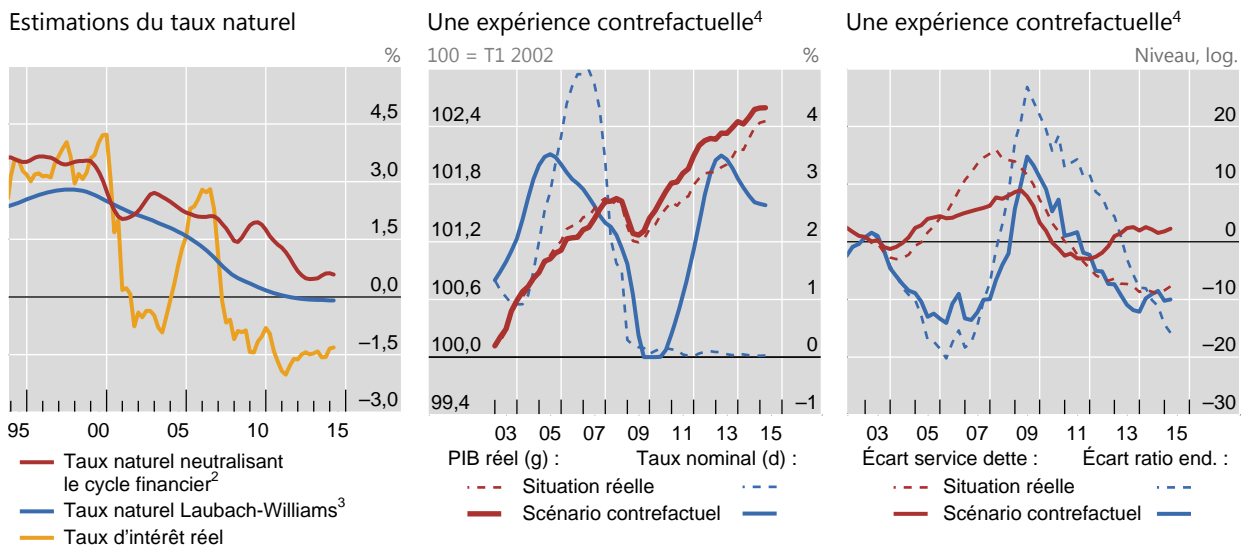 Estimations du taux naturel
%
4,5
3,0
1,5
0,0
–1,5
–3,0
95 00 05 10 15
Taux naturel neutralisant
le cycle financier²
Taux naturel Laubach-Williams³
Taux d'intérêt réel
Une expérience contrefactuelle⁴
100 = T1 2002 %
102,4 4
101,8 3
101,2 2
100,6 1
100,0 0
99,4 –1
03 05 07 09 11 13 15
PIB réel (g) : Taux nominal (d) :
Situation réelle
Scénario contrefactuel
Une expérience contrefactuelle⁴
Niveau, log.
20
10
0
–10
–20
–30
03 05 07 09 11 13 15
Écart service dette : Écart ratio end. :
Situation réelle
Scénario contrefactuel